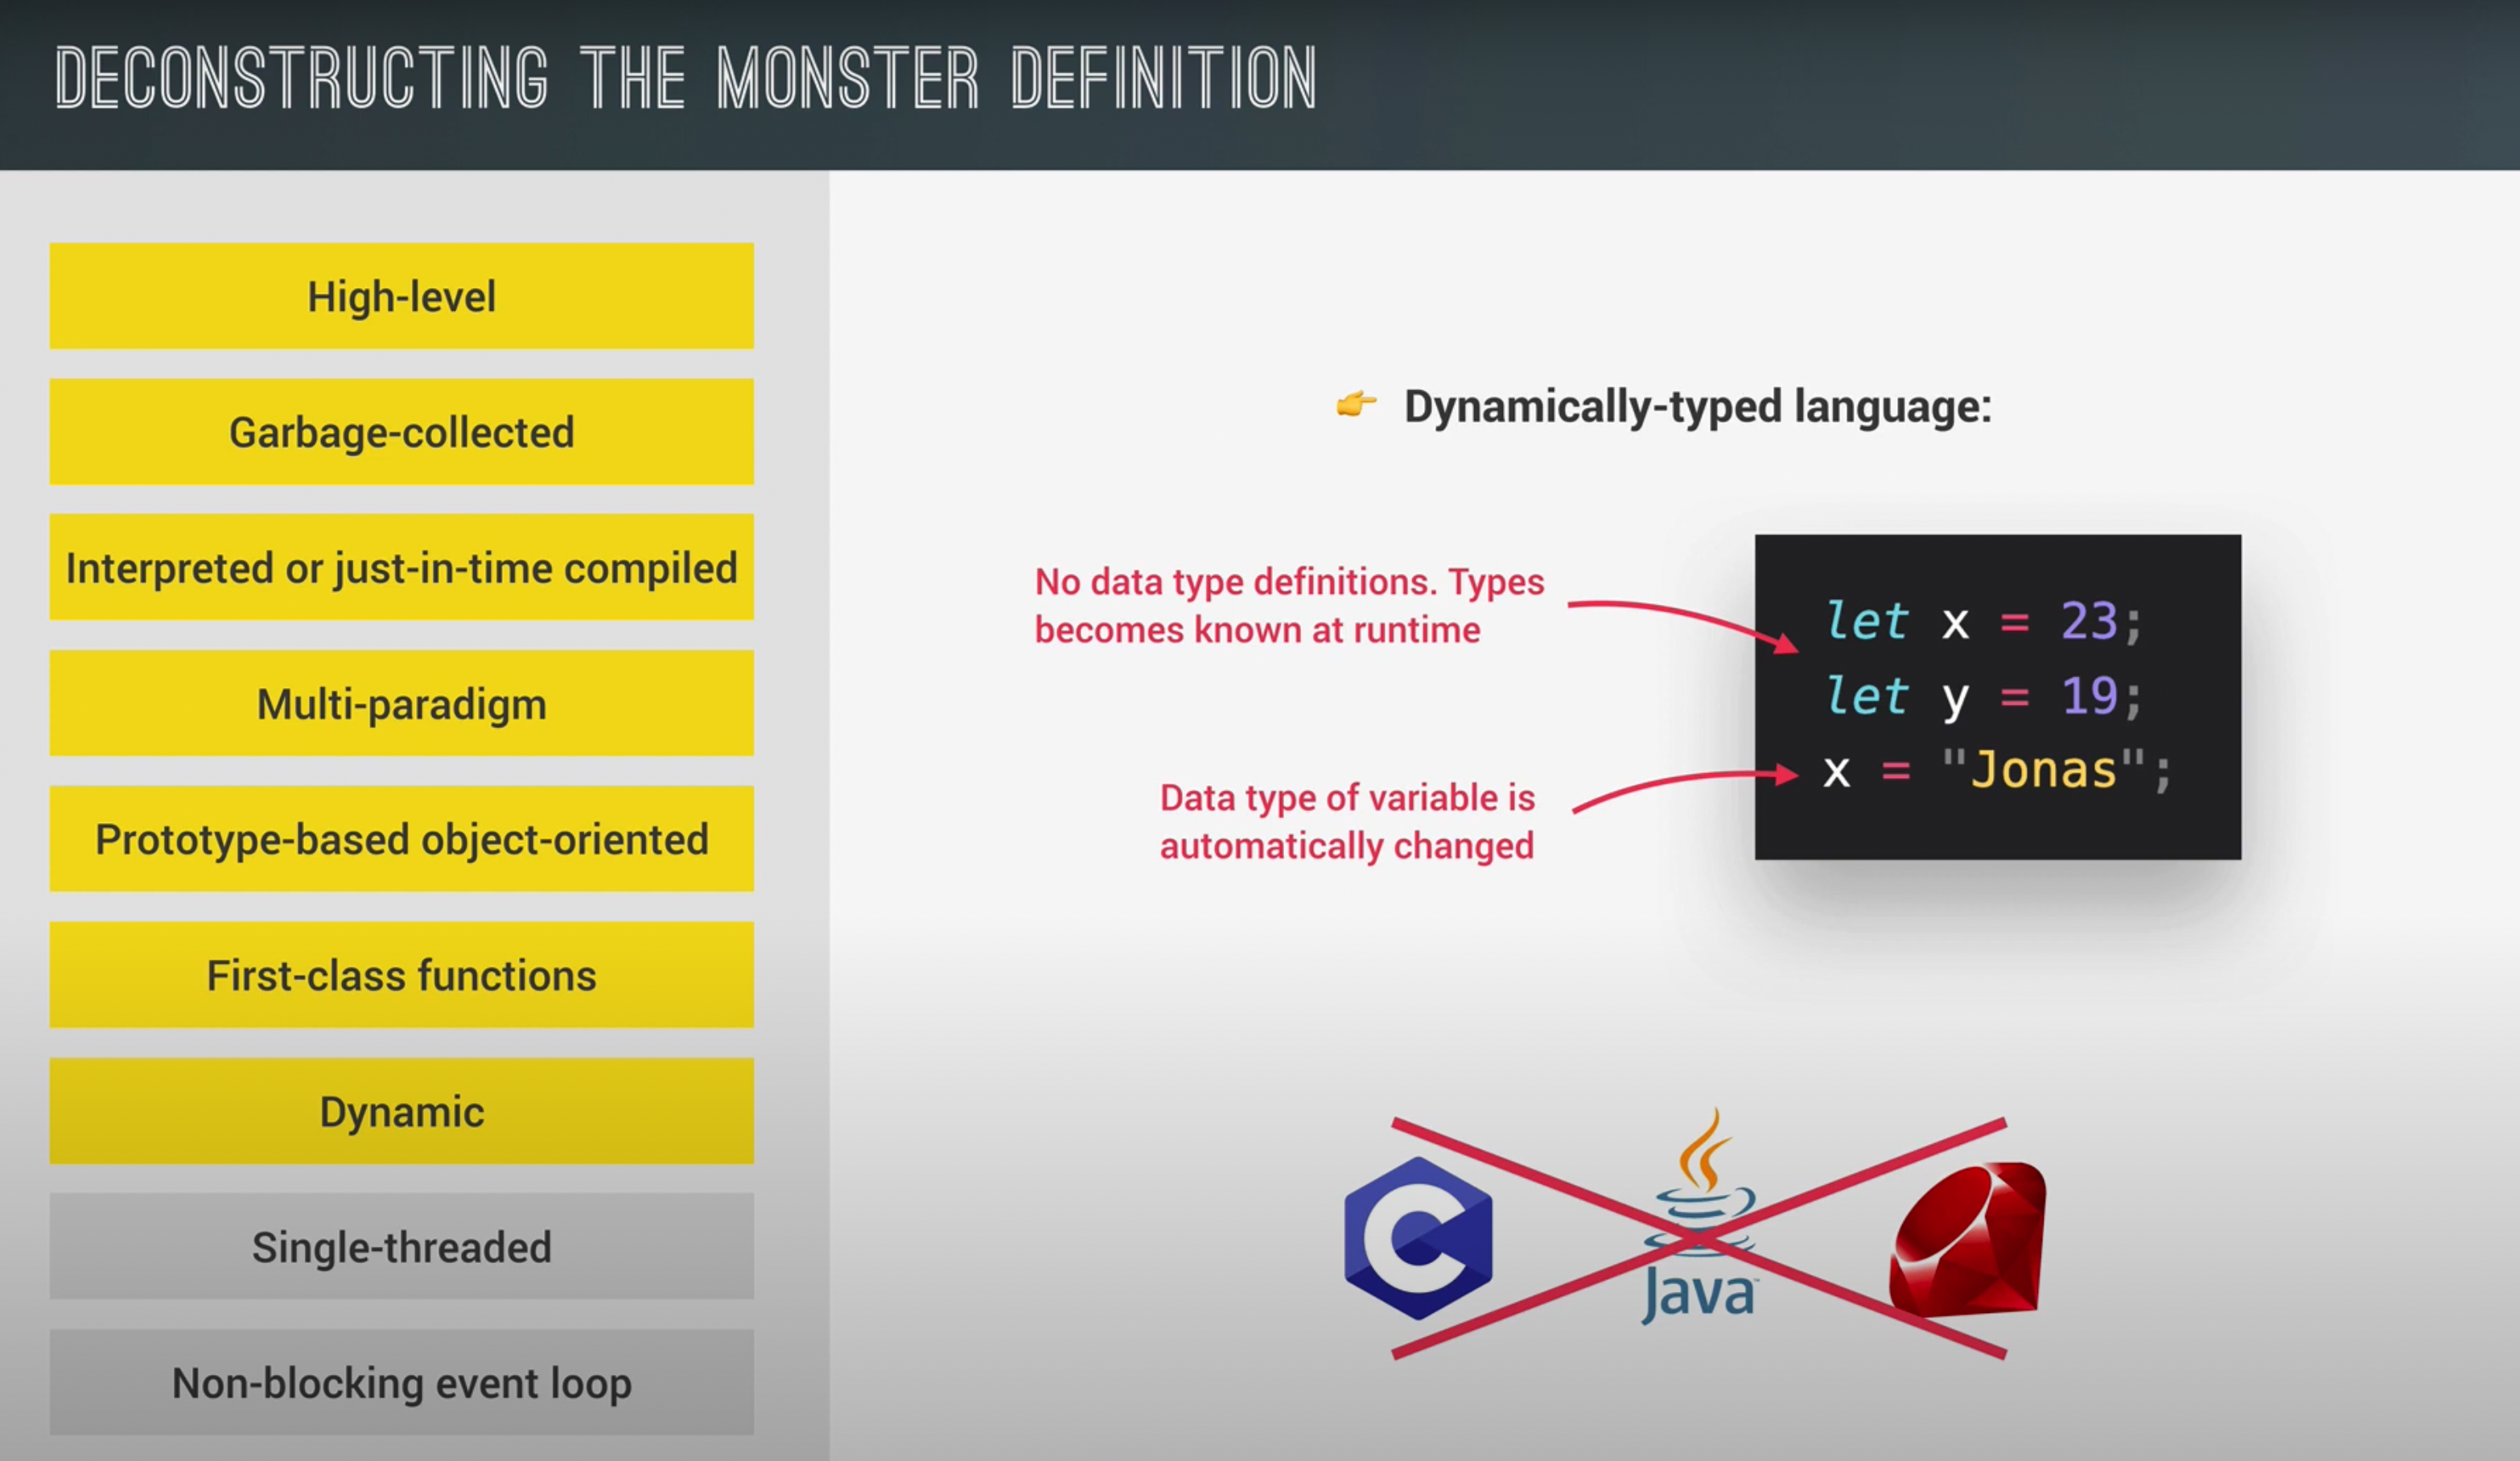 DECONSTRUCTING THE MONSTER DEFINITION
High-level
Garbage-collected
Interpreted or just-in-time compiled
Multi-paradigm
Prototype-based object-oriented
First-class functions
Dynamic
Single-threaded
Non-blocking event loop
Dynamically-typed language:
No data type definitions. Types
becomes known at runtime
let x = 23;
let y = 19;
x = "Jonas";
Data type of variable is
automatically changed
C
Java™